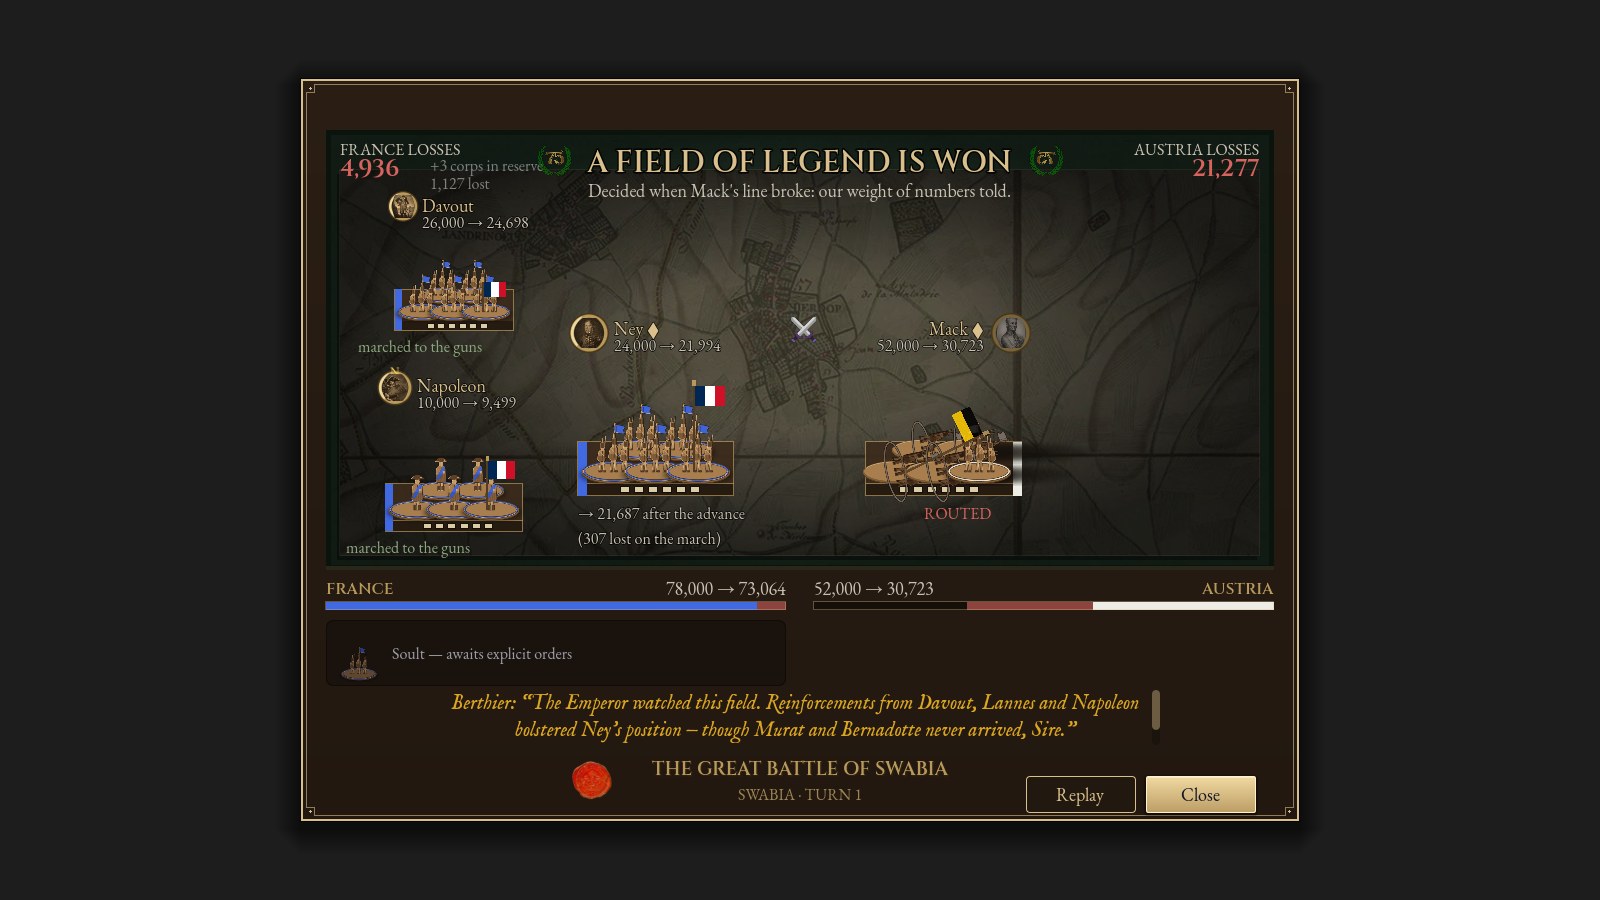 FRANCE LOSSES
4,936
+3 corps in reserve
1,127 lost
A FIELD OF LEGEND IS WON
Decided when Mack's line broke: our weight of numbers told.
AUSTRIA LOSSES
21,277
Davout
26,000 → 24,698
marched to the guns
Napoleon
10,000 → 9,499
marched to the guns
Ney
24,000 → 21,994
→ 21,687 after the advance
(307 lost on the march)
Mack
52,000 → 30,723
ROUTED
FRANCE
78,000 → 73,064
52,000 → 30,723
AUSTRIA
Soult — awaits explicit orders
Berthier: “The Emperor watched this field. Reinforcements from Davout, Lannes and Napoleon
bolstered Ney's position – though Murat and Bernadotte never arrived, Sire.”
THE GREAT BATTLE OF SWABIA
SWABIA · TURN 1
Replay
Close